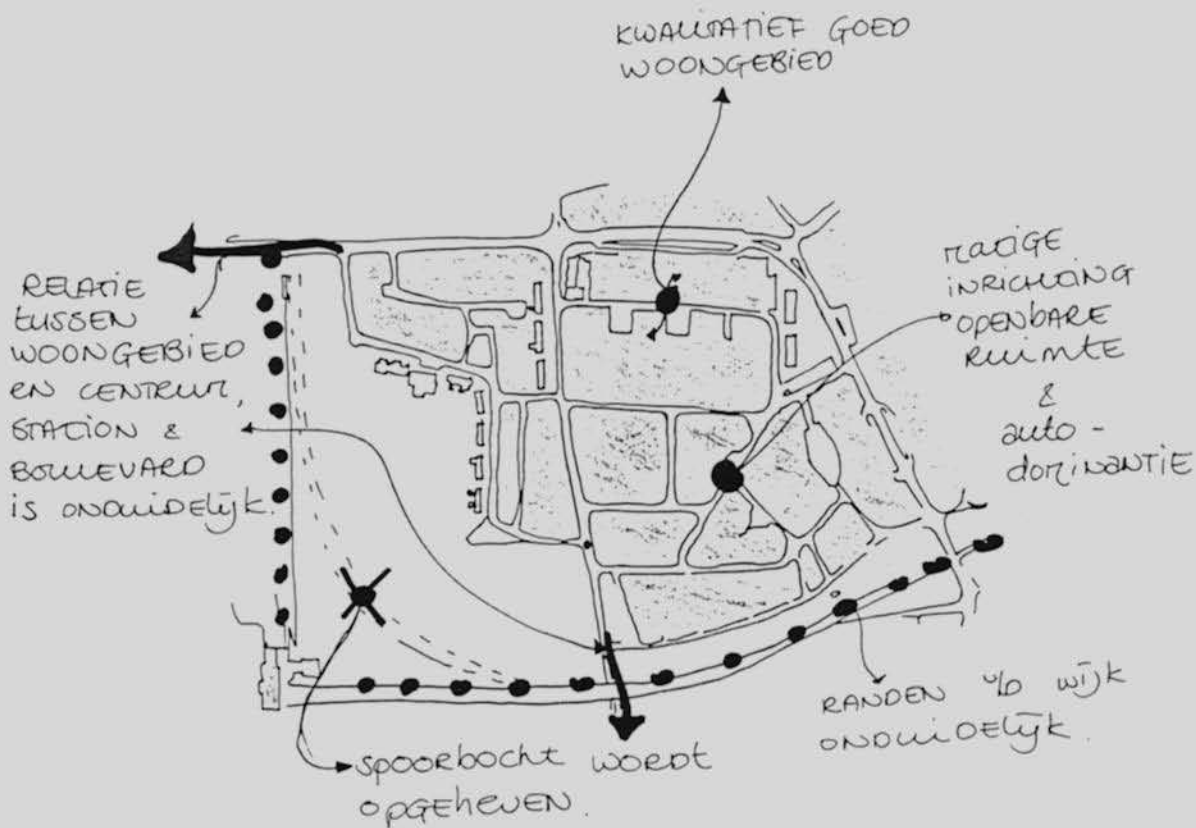 KWALITATIEF GOED
WOONGEBIED
RELATIE
tUSSEN
WOONGEBIED
EN CENTRUM,
STATION &
BOULEVARD
IS ONDUIDELIJK.
MATIGE
INRICHTING
OPENBARE
RUIMTE
&
auto-
dominantie
RANDEN v/d WIJK
ONDUIDELIJK.
spoorbocht WORDT
opgeheven.